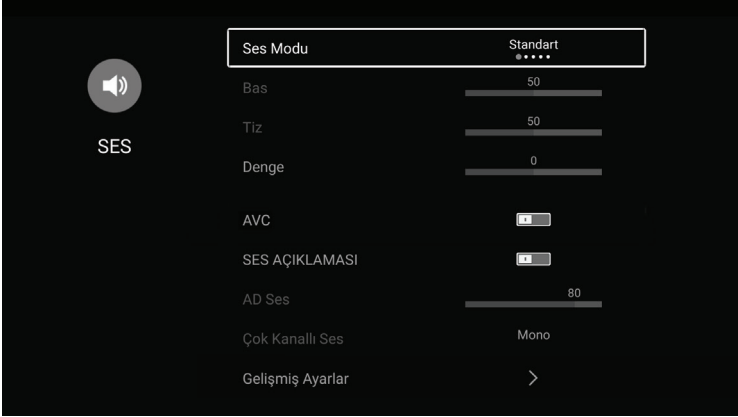 SES
Ses Modu Standart
Bas 50
Tiz 50
Denge 0
AVC
SES AÇIKLAMASI
AD Ses 80
Çok Kanallı Ses Mono
Gelişmiş Ayarlar